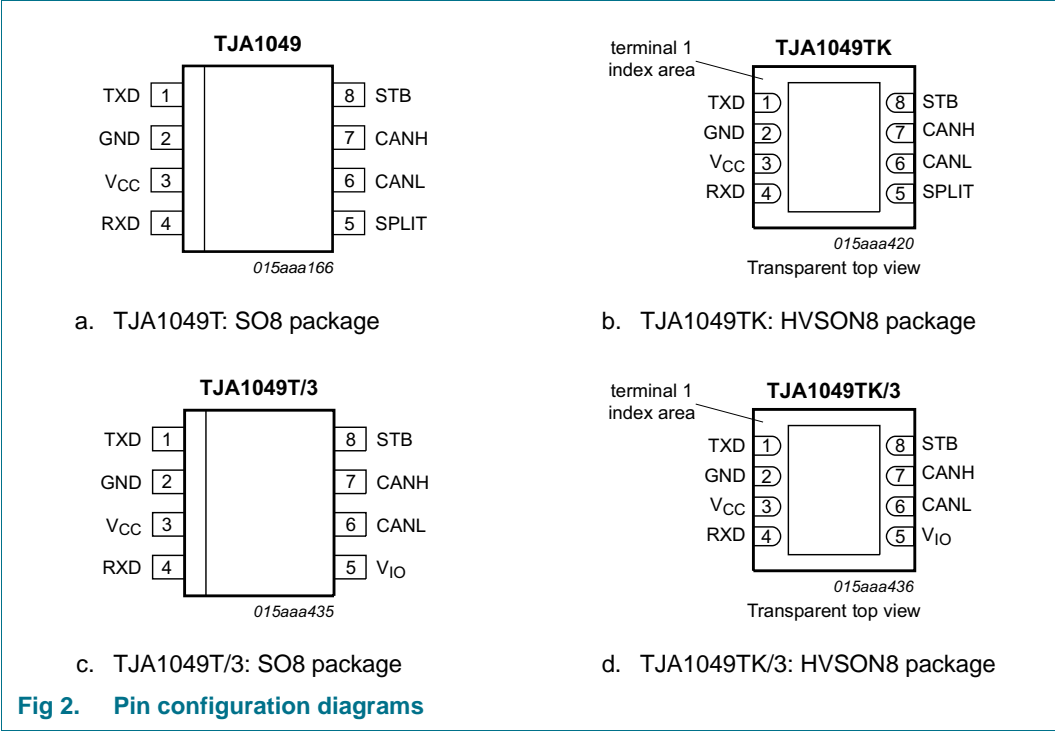 TJA1049
TXD 1
GND 2
VCC 3
RXD 4
8 STB
7 CANH
6 CANL
5 SPLIT
015aaa166
a. TJA1049T: SO8 package
terminal 1
index area
TJA1049TK
TXD 1
GND 2
VCC 3
RXD 4
8 STB
7 CANH
6 CANL
5 SPLIT
015aaa420
Transparent top view
b. TJA1049TK: HVSON8 package
TJA1049T/3
TXD 1
GND 2
VCC 3
RXD 4
8 STB
7 CANH
6 CANL
5 VIO
015aaa435
c. TJA1049T/3: SO8 package
terminal 1
index area
TJA1049TK/3
TXD 1
GND 2
VCC 3
RXD 4
8 STB
7 CANH
6 CANL
5 VIO
015aaa436
Transparent top view
d. TJA1049TK/3: HVSON8 package
Fig 2. Pin configuration diagrams